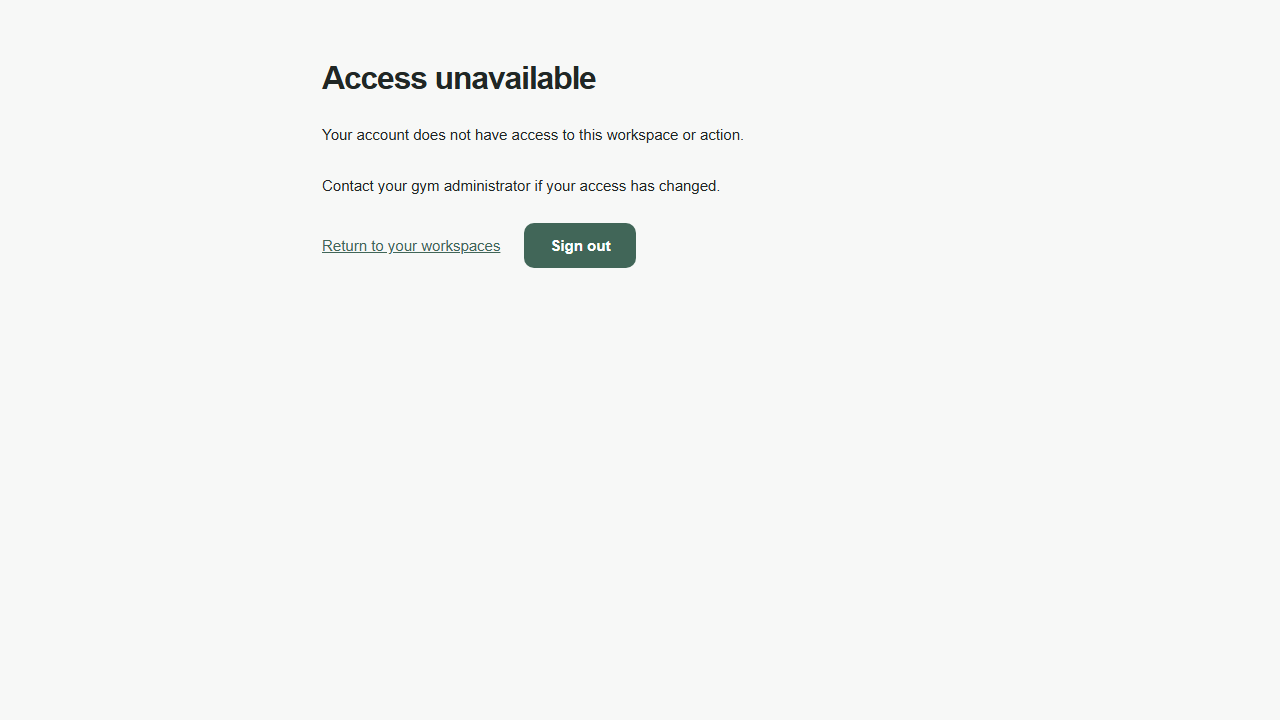 Access unavailable
Your account does not have access to this workspace or action.
Contact your gym administrator if your access has changed.
Return to your workspaces
Sign out